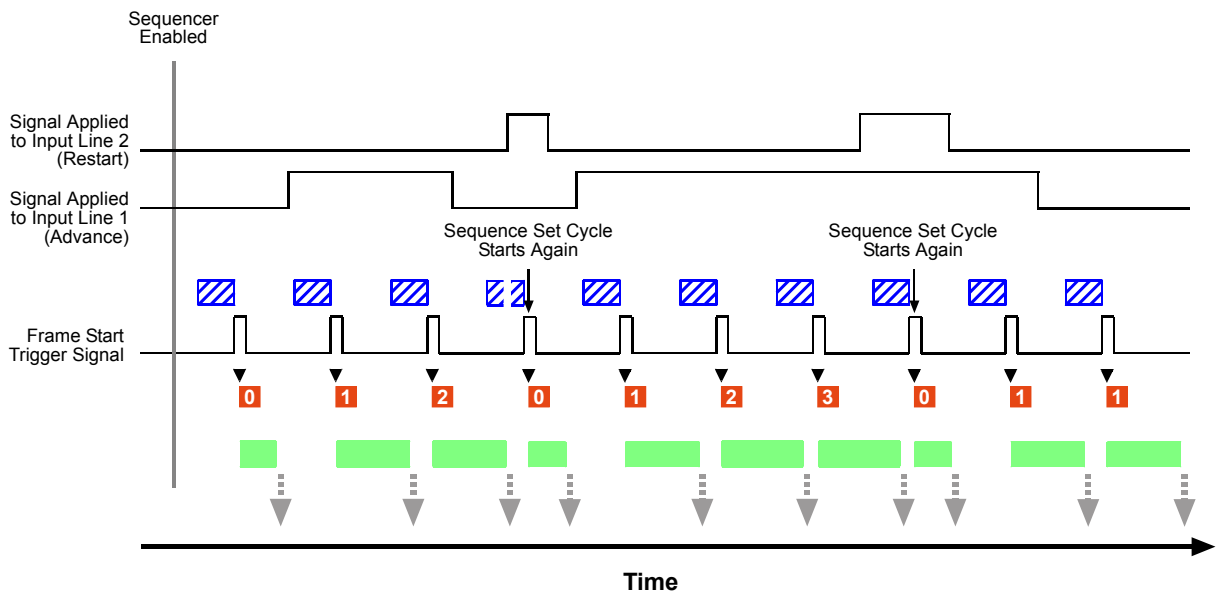 Sequencer
Enabled
Signal Applied
to Input Line 2
(Restart)
Signal Applied
to Input Line 1
(Advance)
Sequence Set Cycle
Starts Again
Sequence Set Cycle
Starts Again
Frame Start
Trigger Signal
0 1 2 0 1 2 3 0 1 1
Time